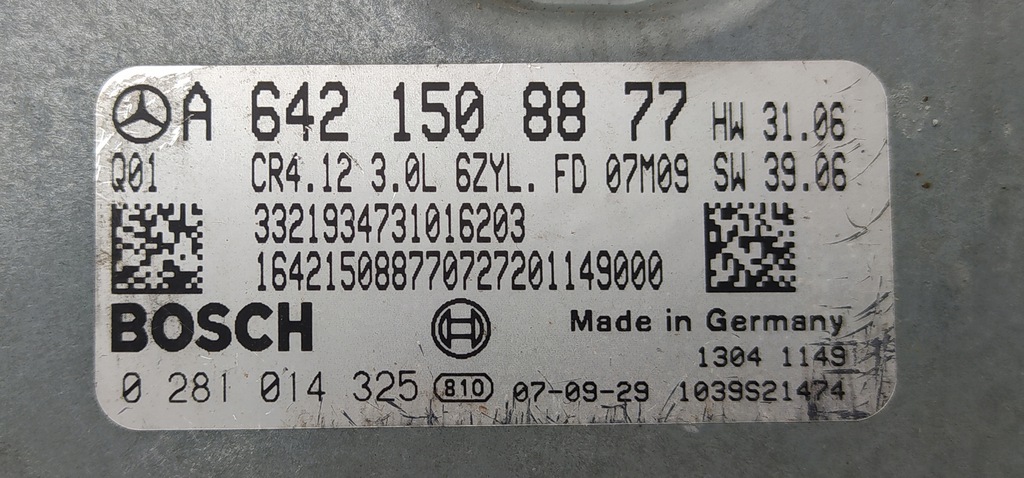 A 642 150 88 77 HW 31.06
Q01 CR4.12 3.0L 6ZYL. FD 07M09 SW 39.06
3321934731016203
164215088770727201149000
BOSCH Made in Germany
1304 1149
0 281 014 325 810 07-09-29 1039S21474